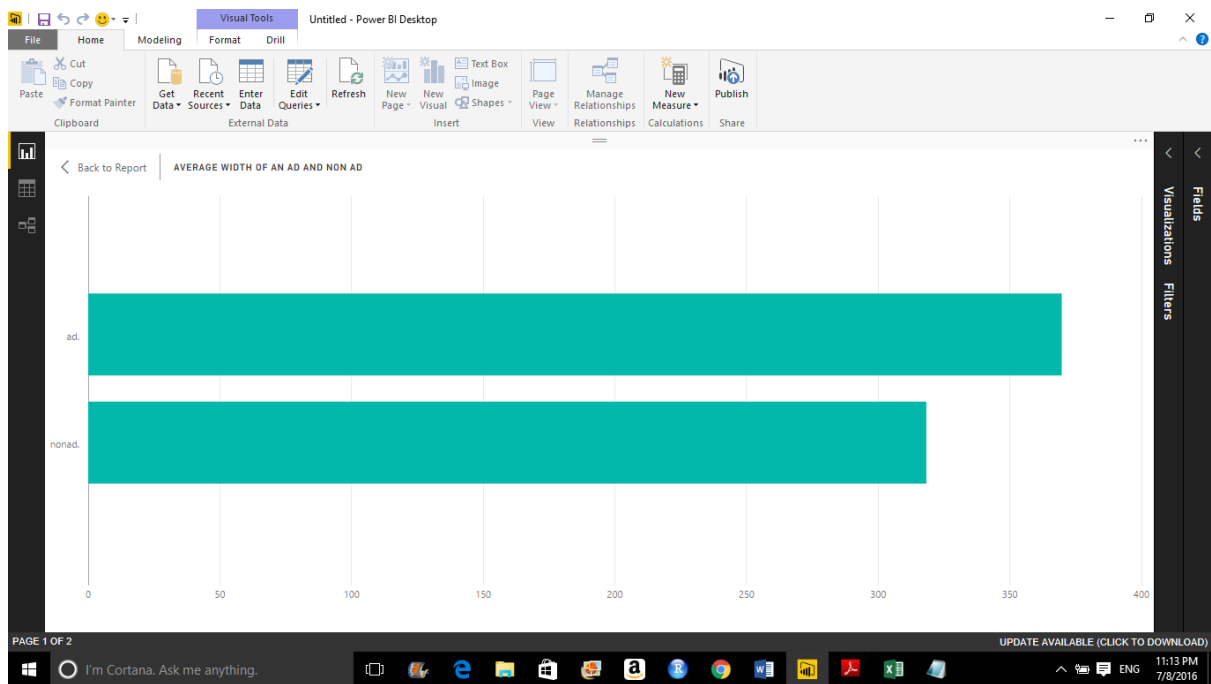 Visual Tools
Untitled - Power BI Desktop
File
Home
Modeling
Format
Drill
Paste
Cut
Copy
Format Painter
Clipboard
Get Data
Recent Sources
Enter Data
Edit Queries
External Data
Refresh
New Page
New Visual
Text Box
Image
Shapes
Insert
Page View
View
Manage Relationships
Relationships
New Measure
Calculations
Publish
Share
Back to Report
AVERAGE WIDTH OF AN AD AND NON AD
ad.
nonad.
0 50 100 150 200 250 300 350 400
Visualizations
Filters
Fields
PAGE 1 OF 2
UPDATE AVAILABLE (CLICK TO DOWNLOAD)
I'm Cortana. Ask me anything.
ENG
11:13 PM
7/8/2016